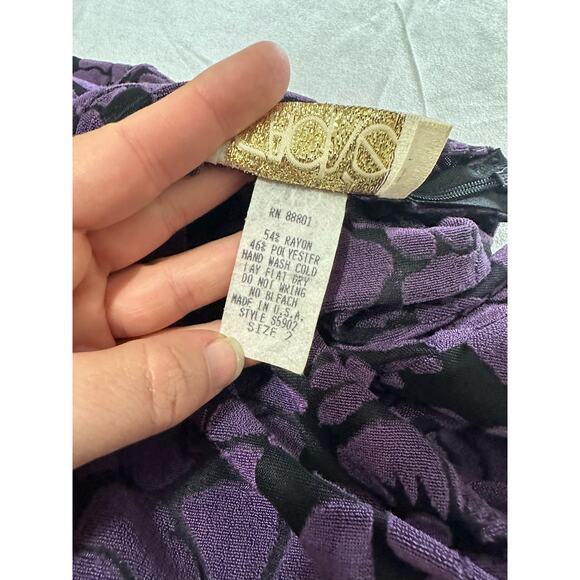 RN 88801
54% RAYON
46% POLYESTER
HAND WASH COLD
LAY FLAT DRY
DO NOT WRING
NO BLEACH
MADE IN U.S.A.
STYLE S5902
SIZE 2